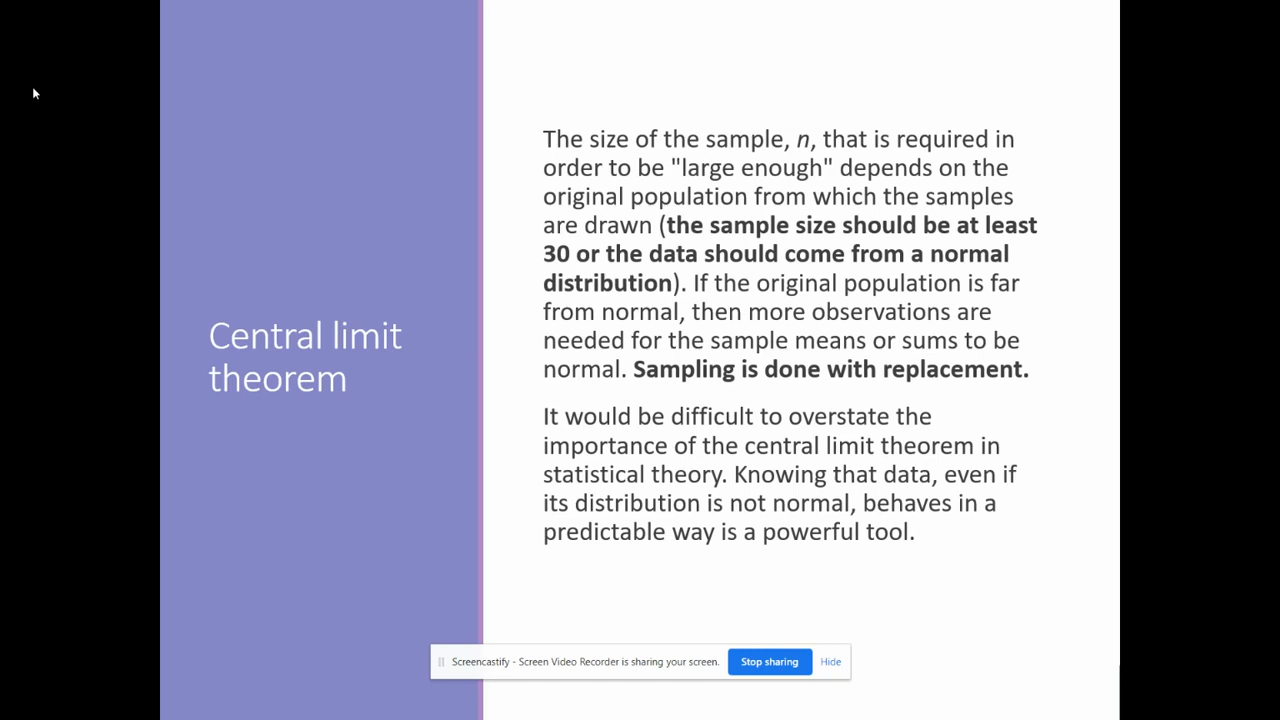 Central limit
theorem
The size of the sample, n, that is required in
order to be "large enough" depends on the
original population from which the samples
are drawn (the sample size should be at least
30 or the data should come from a normal
distribution). If the original population is far
from normal, then more observations are
needed for the sample means or sums to be
normal. Sampling is done with replacement.
It would be difficult to overstate the
importance of the central limit theorem in
statistical theory. Knowing that data, even if
its distribution is not normal, behaves in a
predictable way is a powerful tool.
Screencastify - Screen Video Recorder is sharing your screen. Stop sharing Hide